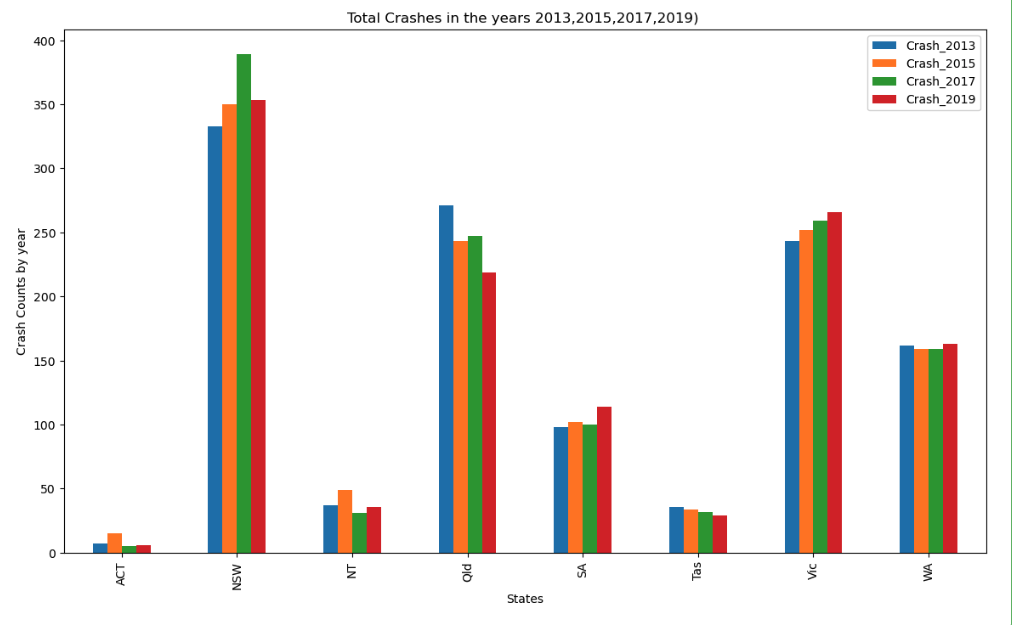 Total Crashes in the years 2013,2015,2017,2019)
Crash_2013
Crash_2015
Crash_2017
Crash_2019
Crash Counts by year
400
350
300
250
200
150
100
50
0
ACT
NSW
NT
Qld
SA
Tas
Vic
WA
States